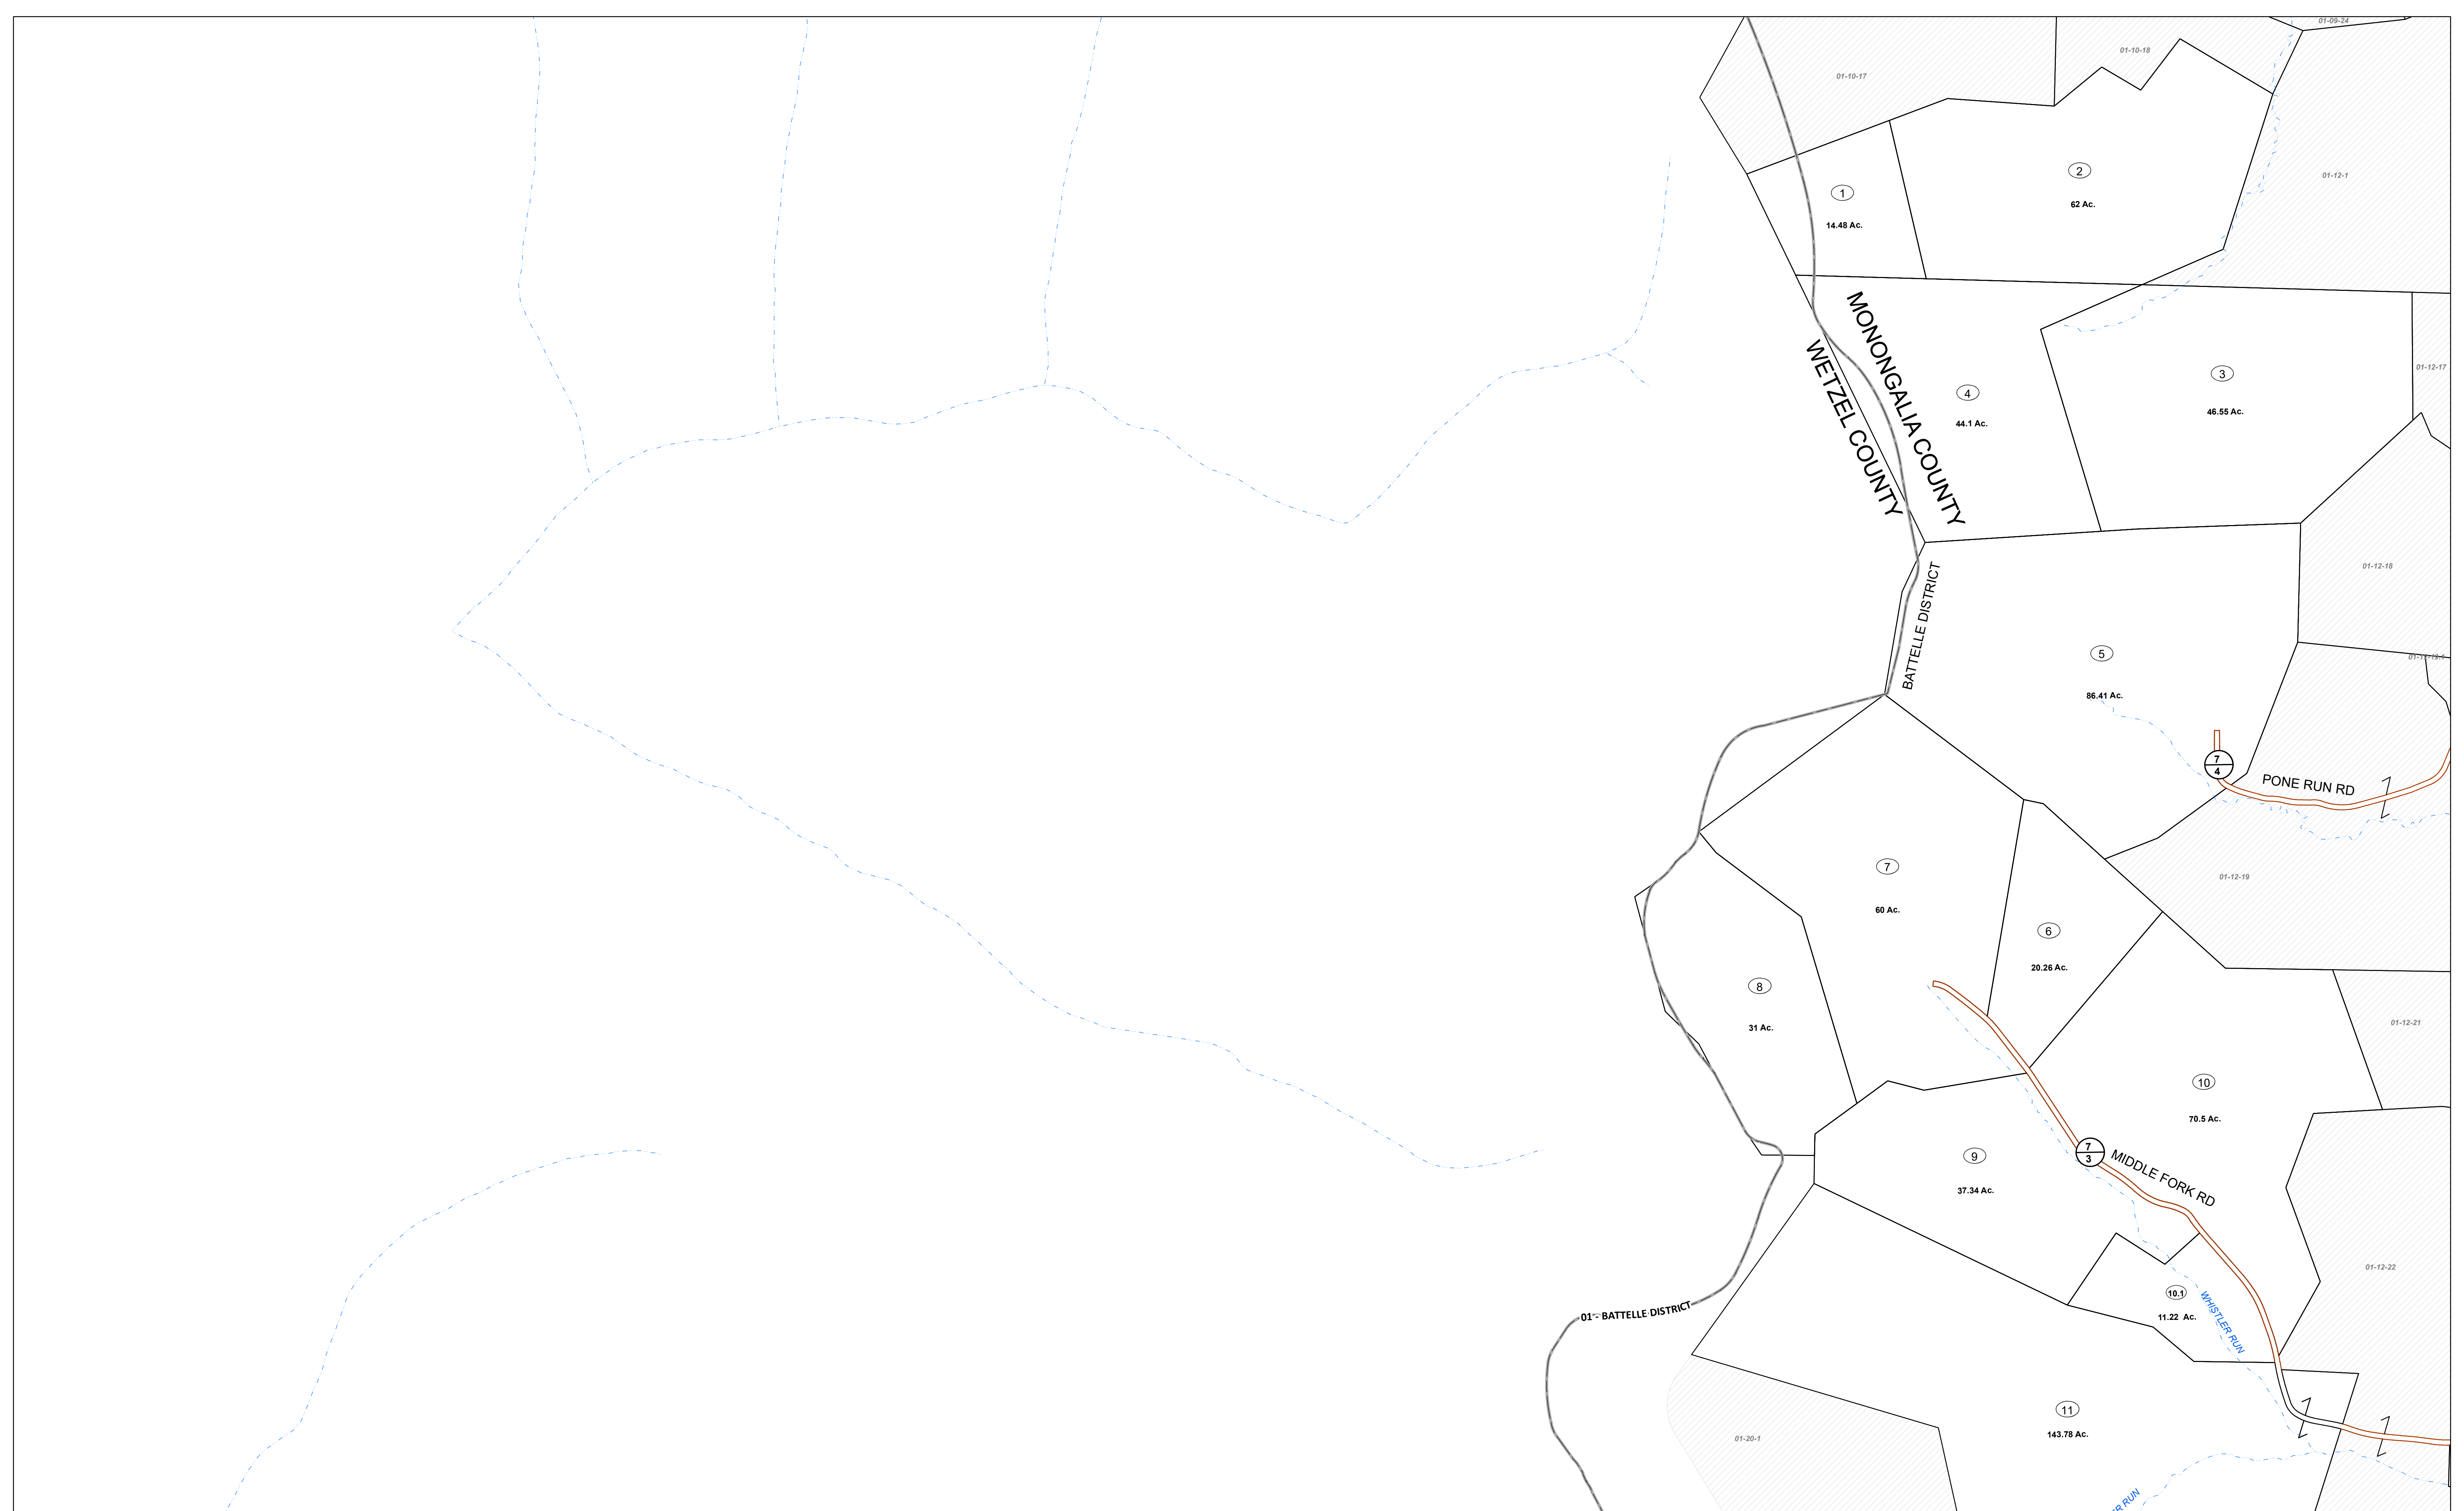 01-09-24
01-10-18
01-10-17
2
01-12-1
1
62 Ac.
14.48 Ac.
MONONGALIA COUNTY
WETZEL COUNTY
01-12-17
3
4
46.55 Ac.
44.1 Ac.
01-12-18
BATTELLE DISTRICT
5
86.41 Ac.
7
4
PONE RUN RD
7
01-12-19
60 Ac.
6
20.26 Ac.
8
01-12-21
31 Ac.
10
70.5 Ac.
7
3
9
MIDDLE FORK RD
37.34 Ac.
01-12-22
10.1
01 - BATTELLE DISTRICT
11.22 Ac.
WHISTLER RUN
11
143.78 Ac.
01-20-1
RUN